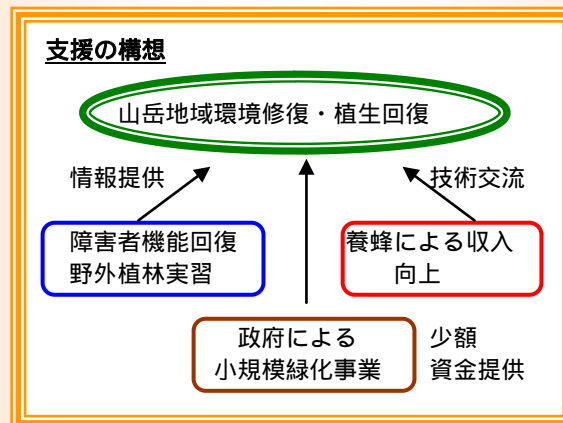 支援の構想
山岳地域環境修復・植生回復
情報提供
技術交流
障害者機能回復
野外植林実習
養蜂による収入
向上
政府による
小規模緑化事業
少額
資金提供